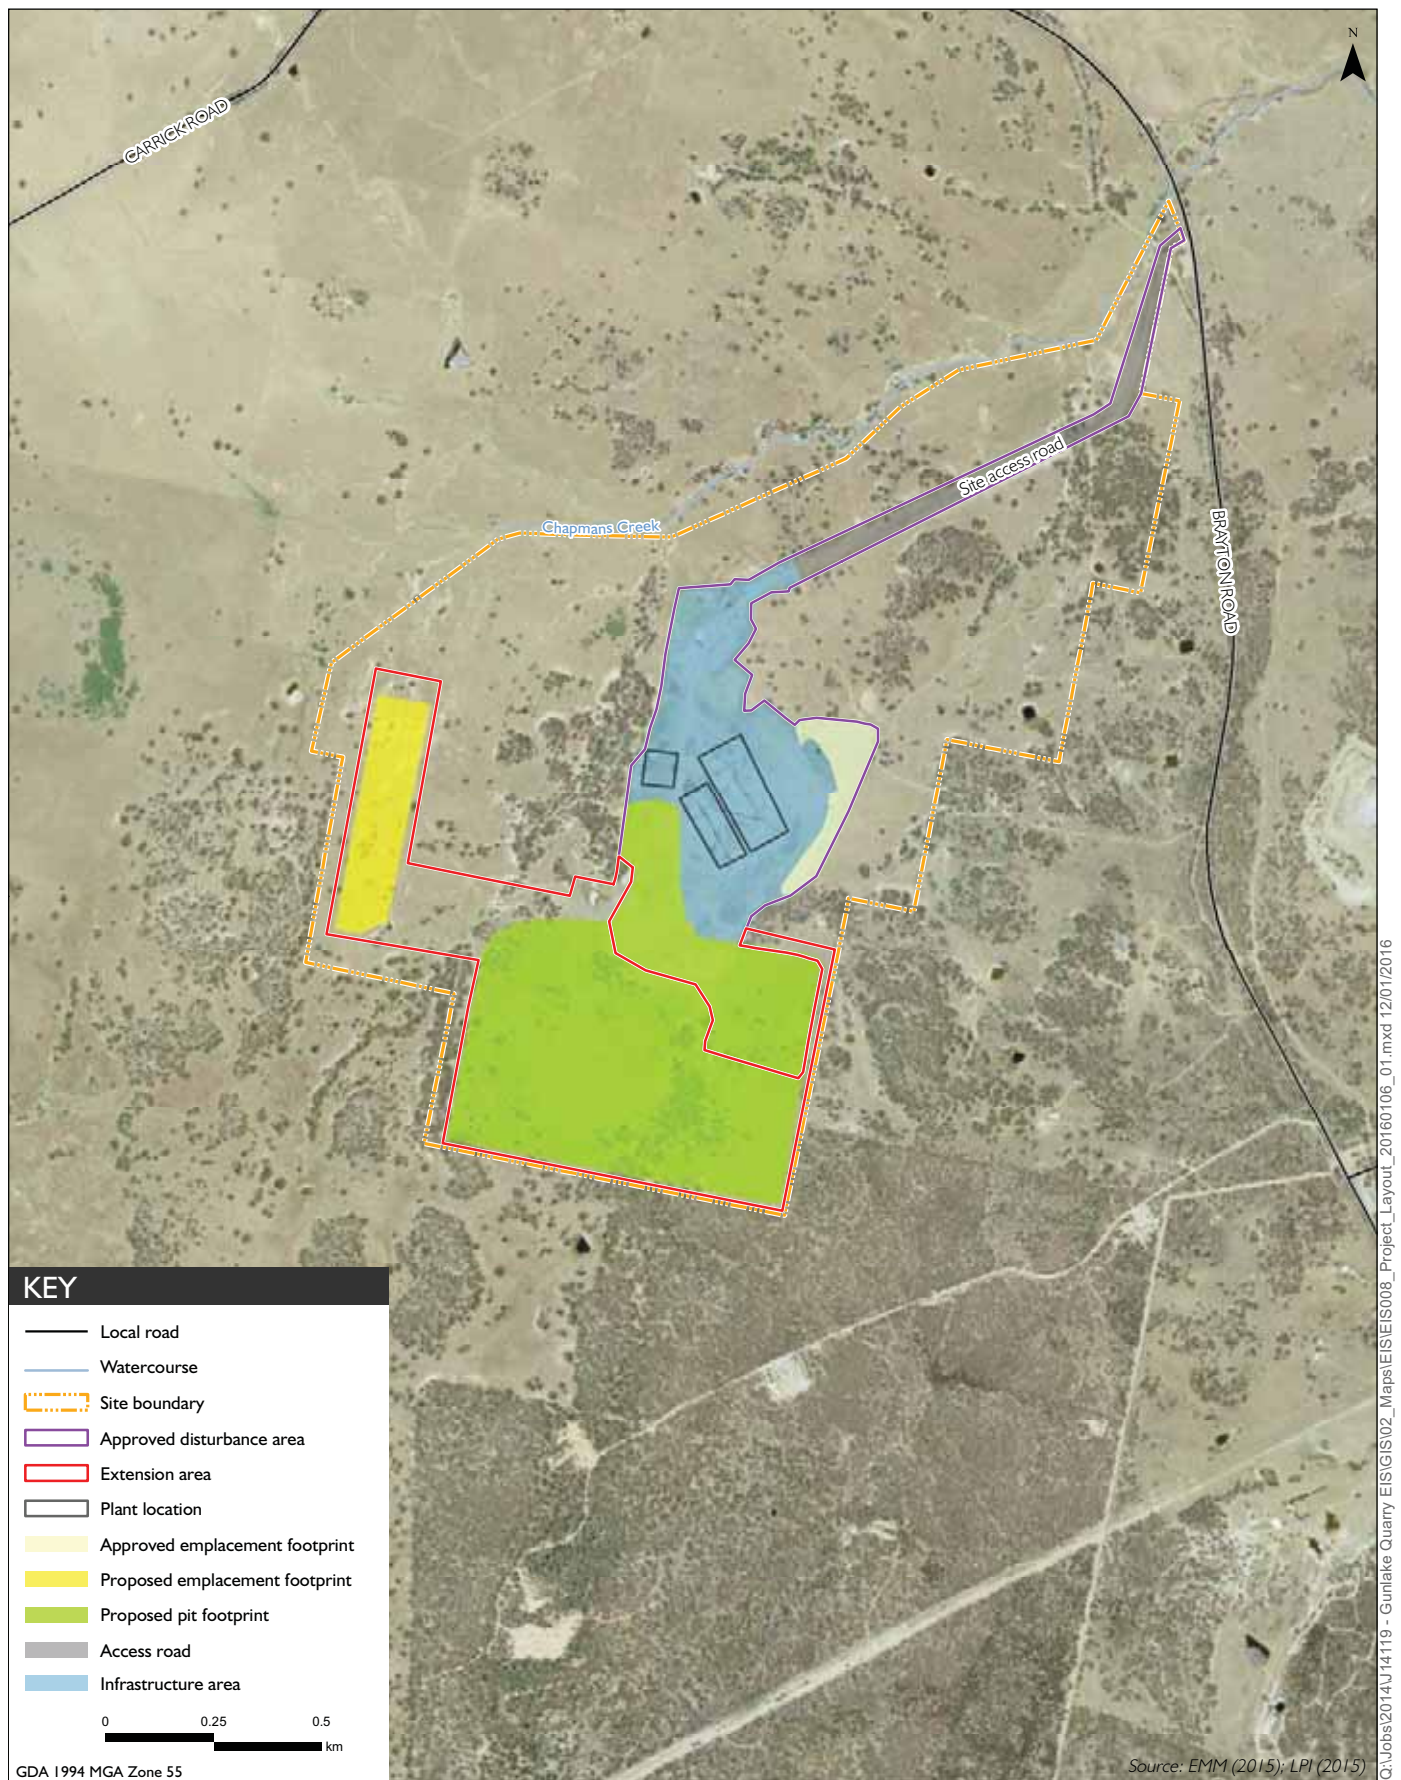 N
CARRICK ROAD
Site access road
Chapmans Creek
BRAYTON ROAD
KEY
Local road
Watercourse
Site boundary
Approved disturbance area
Extension area
Plant location
Approved emplacement footprint
Proposed emplacement footprint
Proposed pit footprint
Access road
Infrastructure area
0 0.25 0.5
km
GDA 1994 MGA Zone 55
Source: EMM (2015); LPI (2015)
Q:\Jobs\2014\J14119 - Gunlake Quarry EIS\GIS\02_Maps\EIS\EIS008_Project_Layout_20160106_01.mxd 12/01/2016